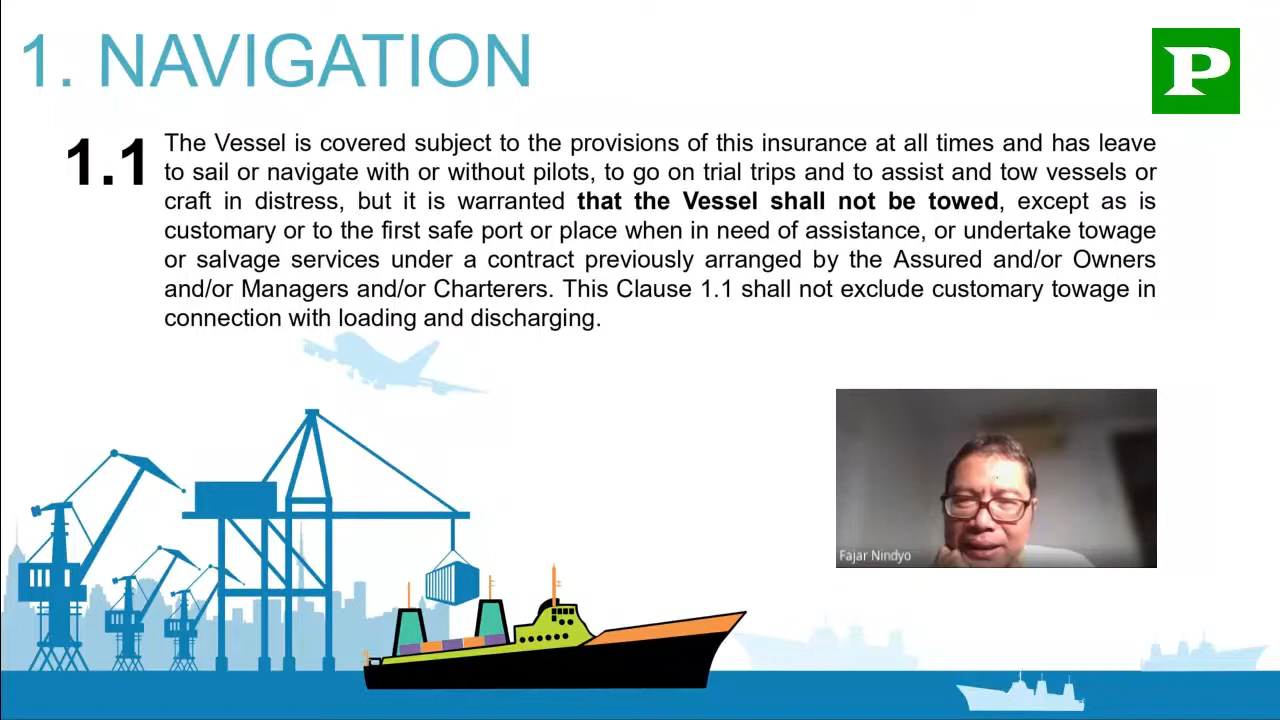 1. NAVIGATION
P
1.1
The Vessel is covered subject to the provisions of this insurance at all times and has leave
to sail or navigate with or without pilots, to go on trial trips and to assist and tow vessels or
craft in distress, but it is warranted that the Vessel shall not be towed, except as is
customary or to the first safe port or place when in need of assistance, or undertake towage
or salvage services under a contract previously arranged by the Assured and/or Owners
and/or Managers and/or Charterers. This Clause 1.1 shall not exclude customary towage in
connection with loading and discharging.
Fajar Nindyo